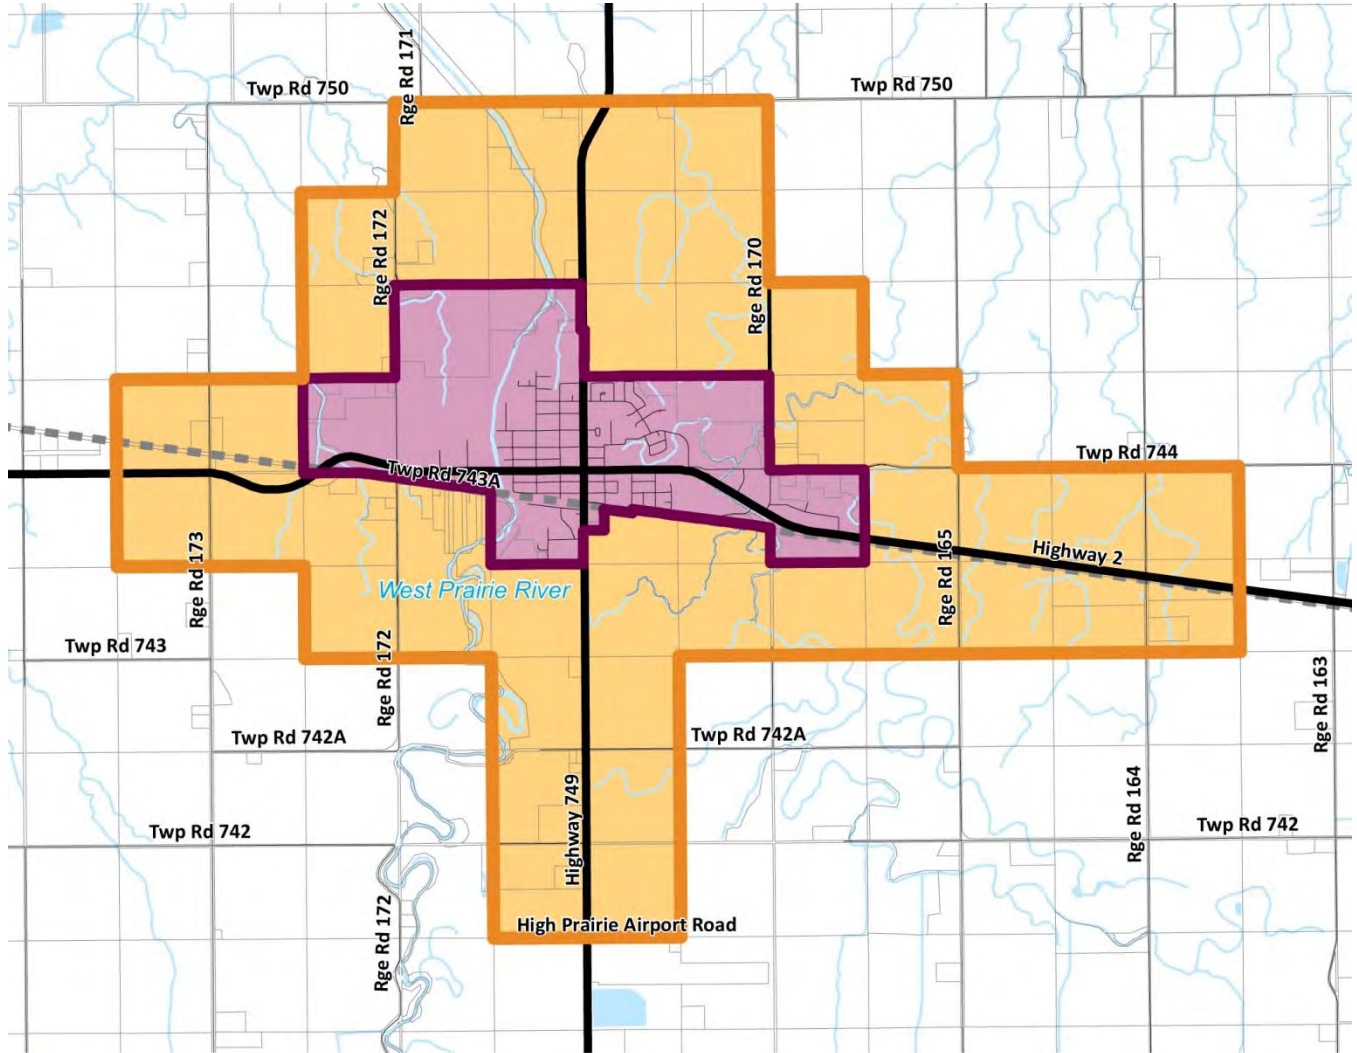 Rge Rd 171
Twp Rd 750
Twp Rd 750
Rge Rd 172
Rge Rd 170
Twp Rd 744
Twp Rd 743A
Rge Rd 173
Rge Rd 165
Highway 2
West Prairie River
Twp Rd 743
Rge Rd 172
Rge Rd 163
Twp Rd 742A
Twp Rd 742A
Highway 749
Rge Rd 164
Twp Rd 742
Twp Rd 742
High Prairie Airport Road
Rge Rd 172